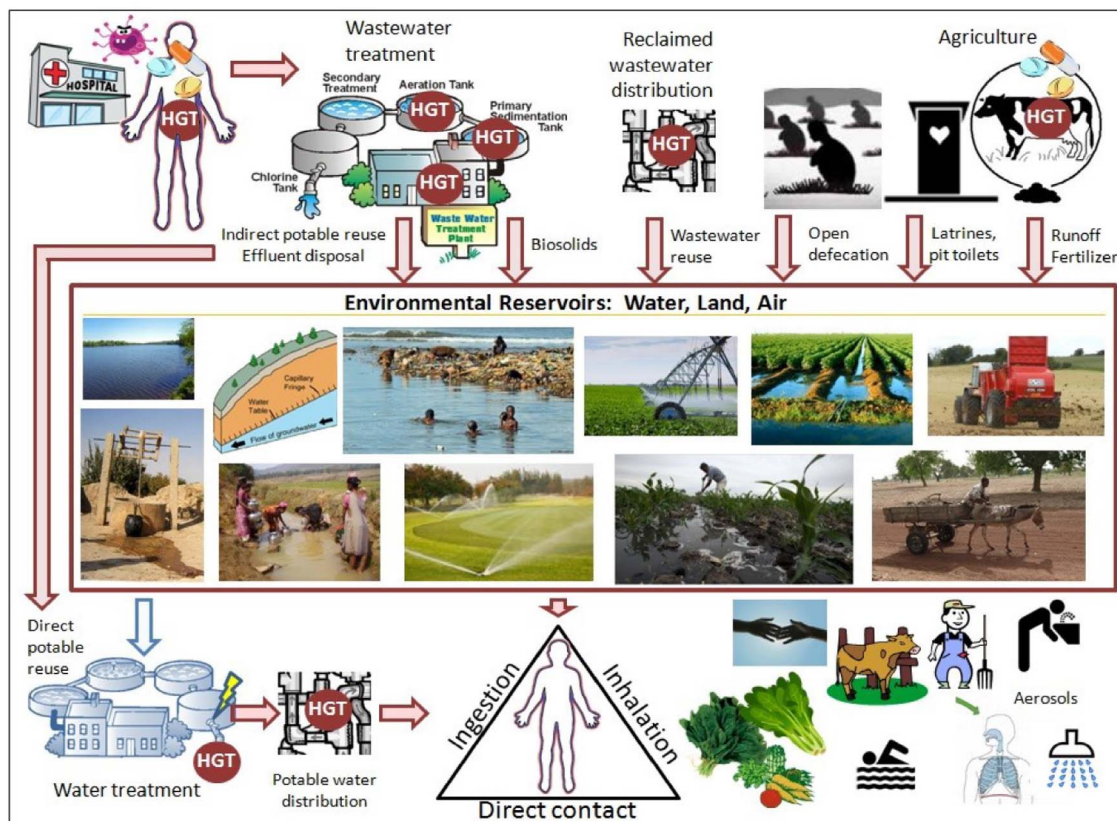 Wastewater
treatment
Reclaimed
wastewater
distribution
Agriculture
HOSPITAL
HGT
Secondary
Treatment
Aeration Tank
HGT
Primary
Sedimentation
Tank
HGT
HGT
Chlorine
Tank
Waste Water
Treatment
Plant
HGT
HGT
Indirect potable reuse
Effluent disposal
Biosolids
Wastewater
reuse
Open
defecation
Latrines,
pit toilets
Runoff
Fertilizer
Environmental Reservoirs: Water, Land, Air
Capillary
Fringe
Water
Table
Flow of groundwater
Direct
potable
reuse
HGT
Water treatment
HGT
Potable water
distribution
Ingestion
Inhalation
Direct contact
Aerosols